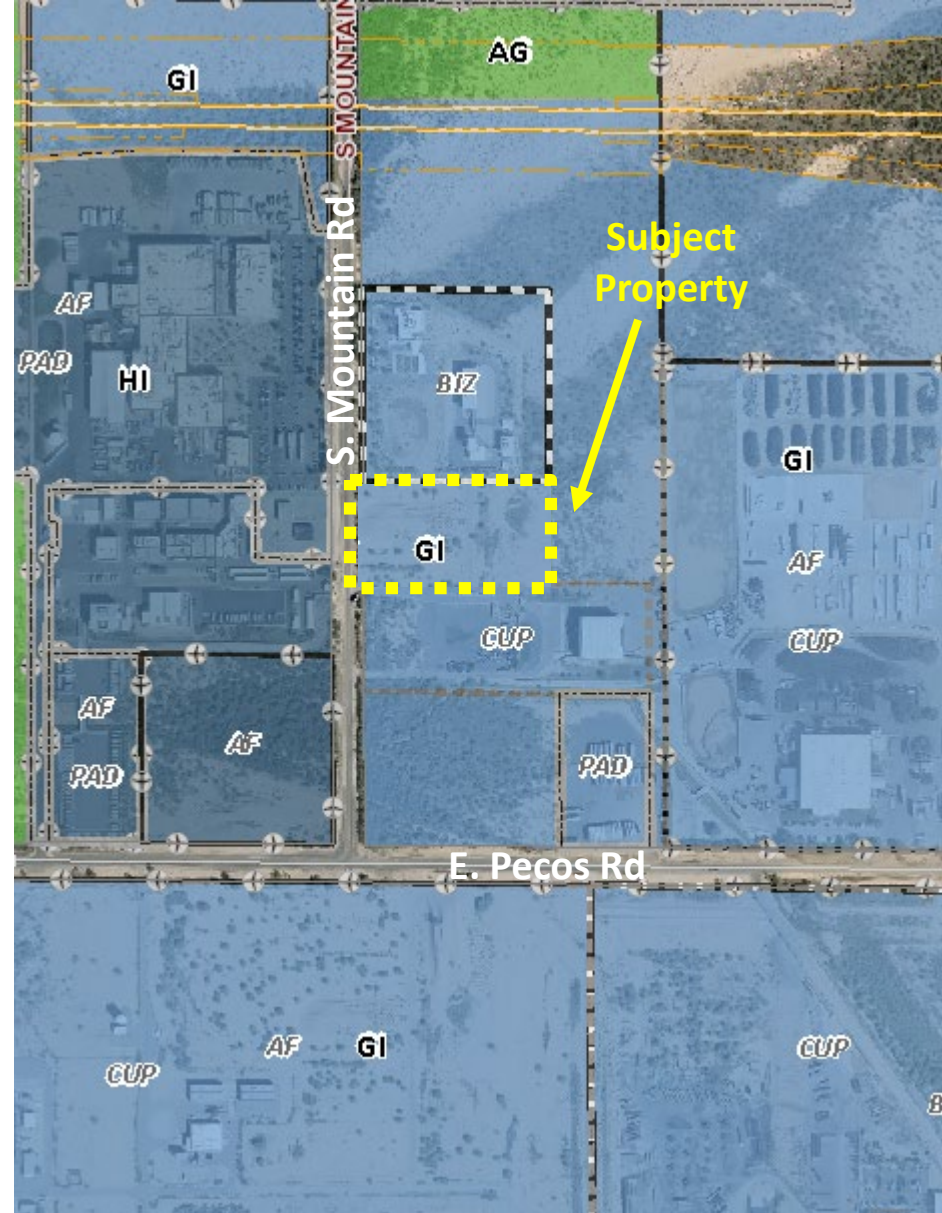 S MOUNTAIN
AG
GI
S. Mountain Rd
Subject
Property
AF
PAD
HI
BIZ
GI
GI
AF
CUP
CUP
AF
AF
PAD
PAD
E. Pecos Rd
AF
GI
CUP
CUP
B